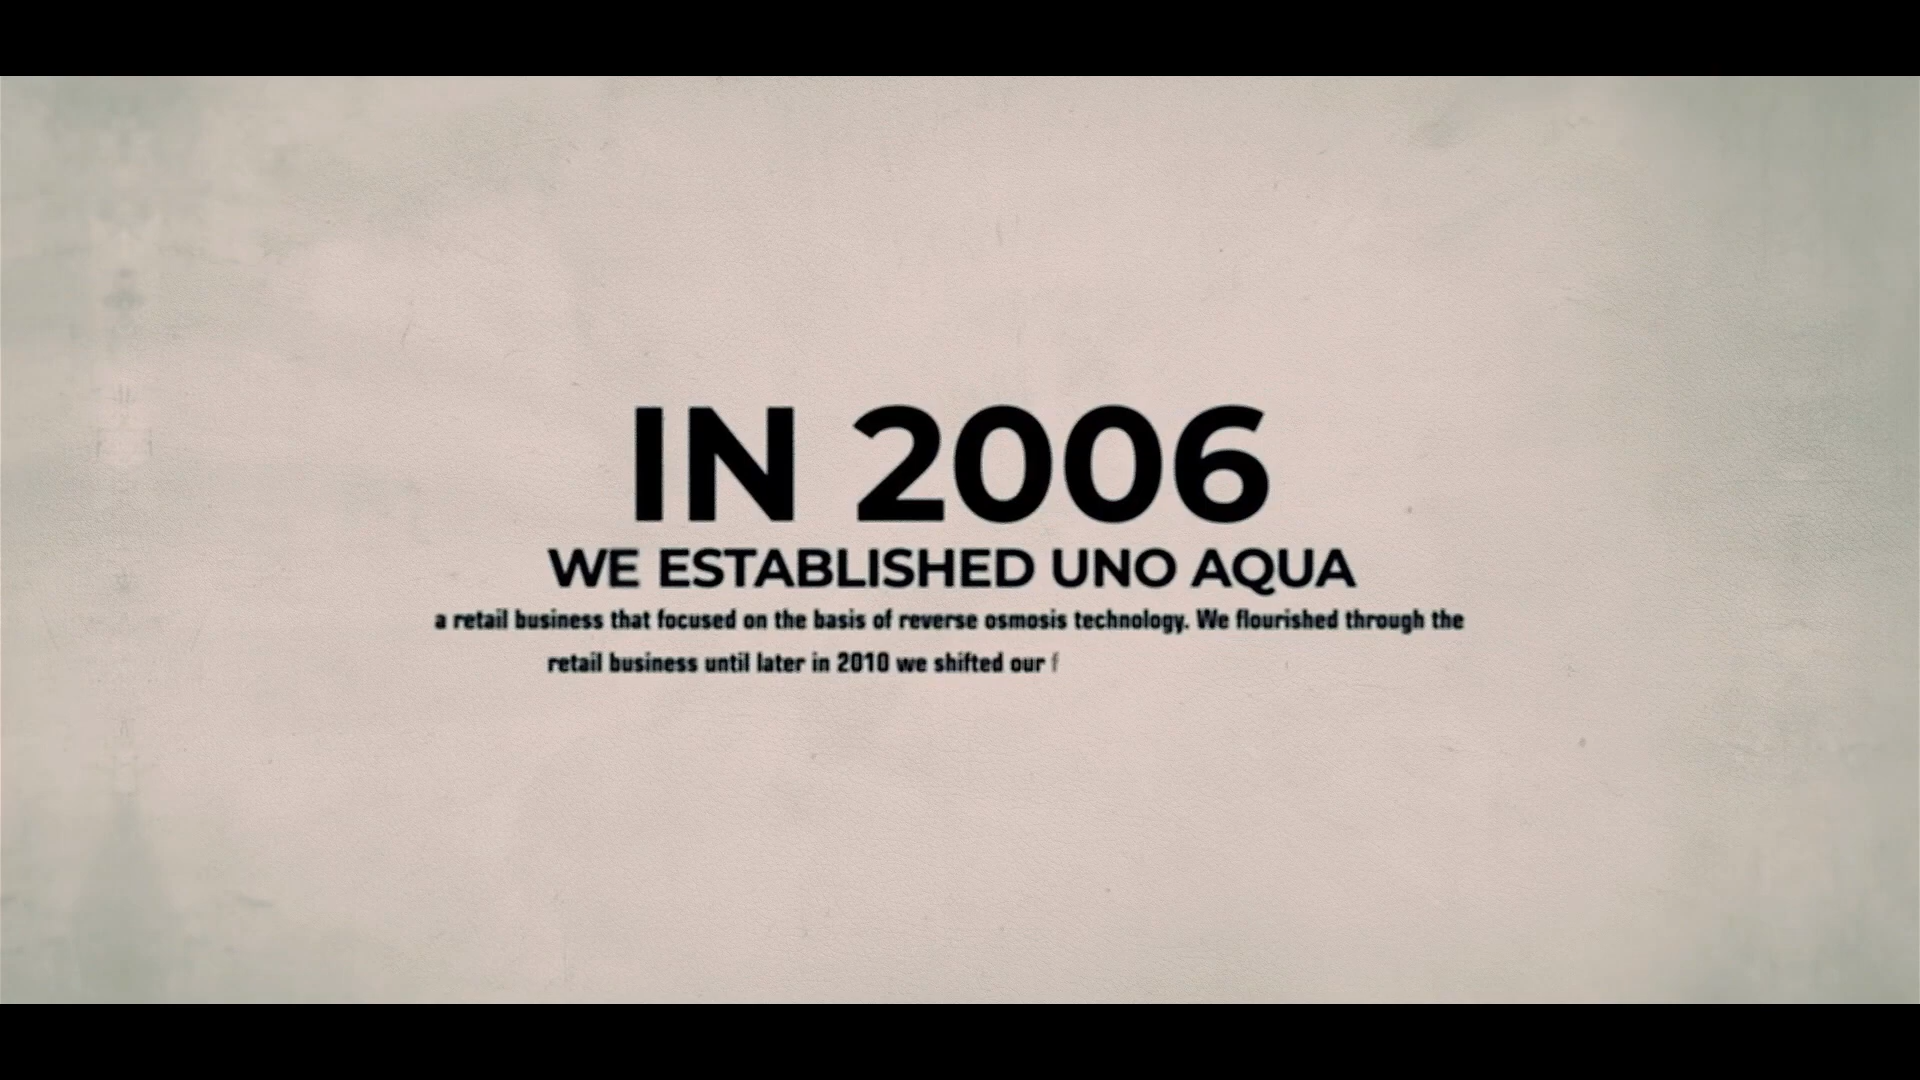 IN 2006
WE ESTABLISHED UNO AQUA
a retail business that focused on the basis of reverse osmosis technology. We flourished through the
retail business until later in 2010 we shifted our f